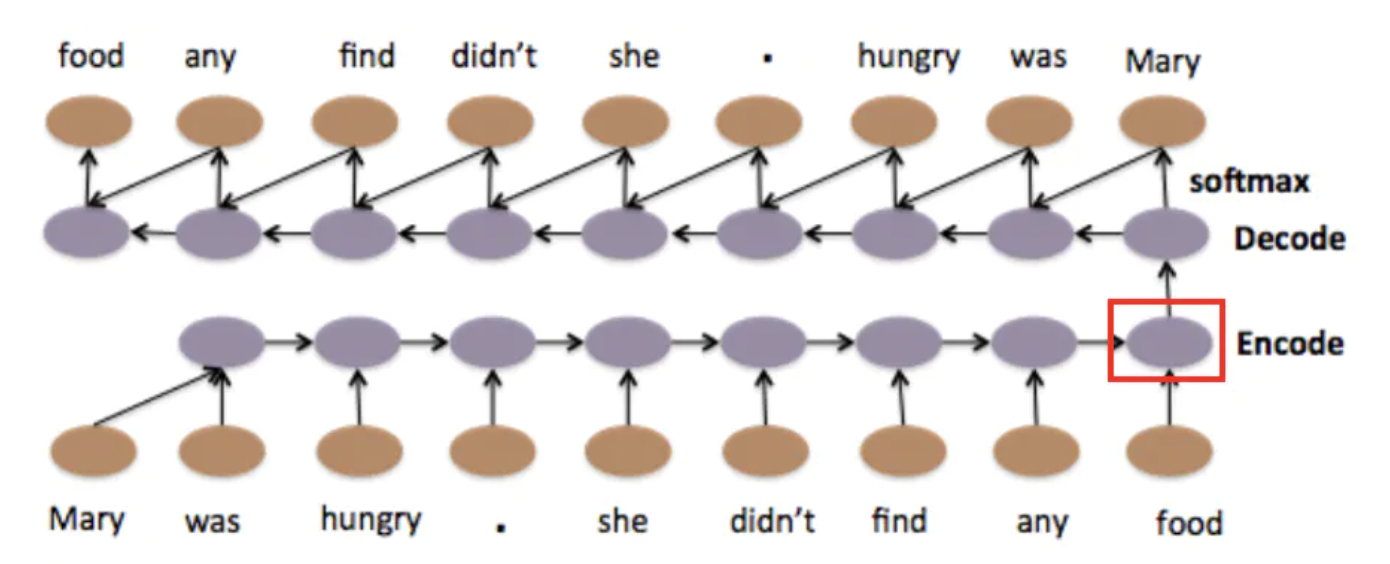 food any find didn't she . hungry was Mary
softmax
Decode
Encode
Mary was hungry . she didn't find any food